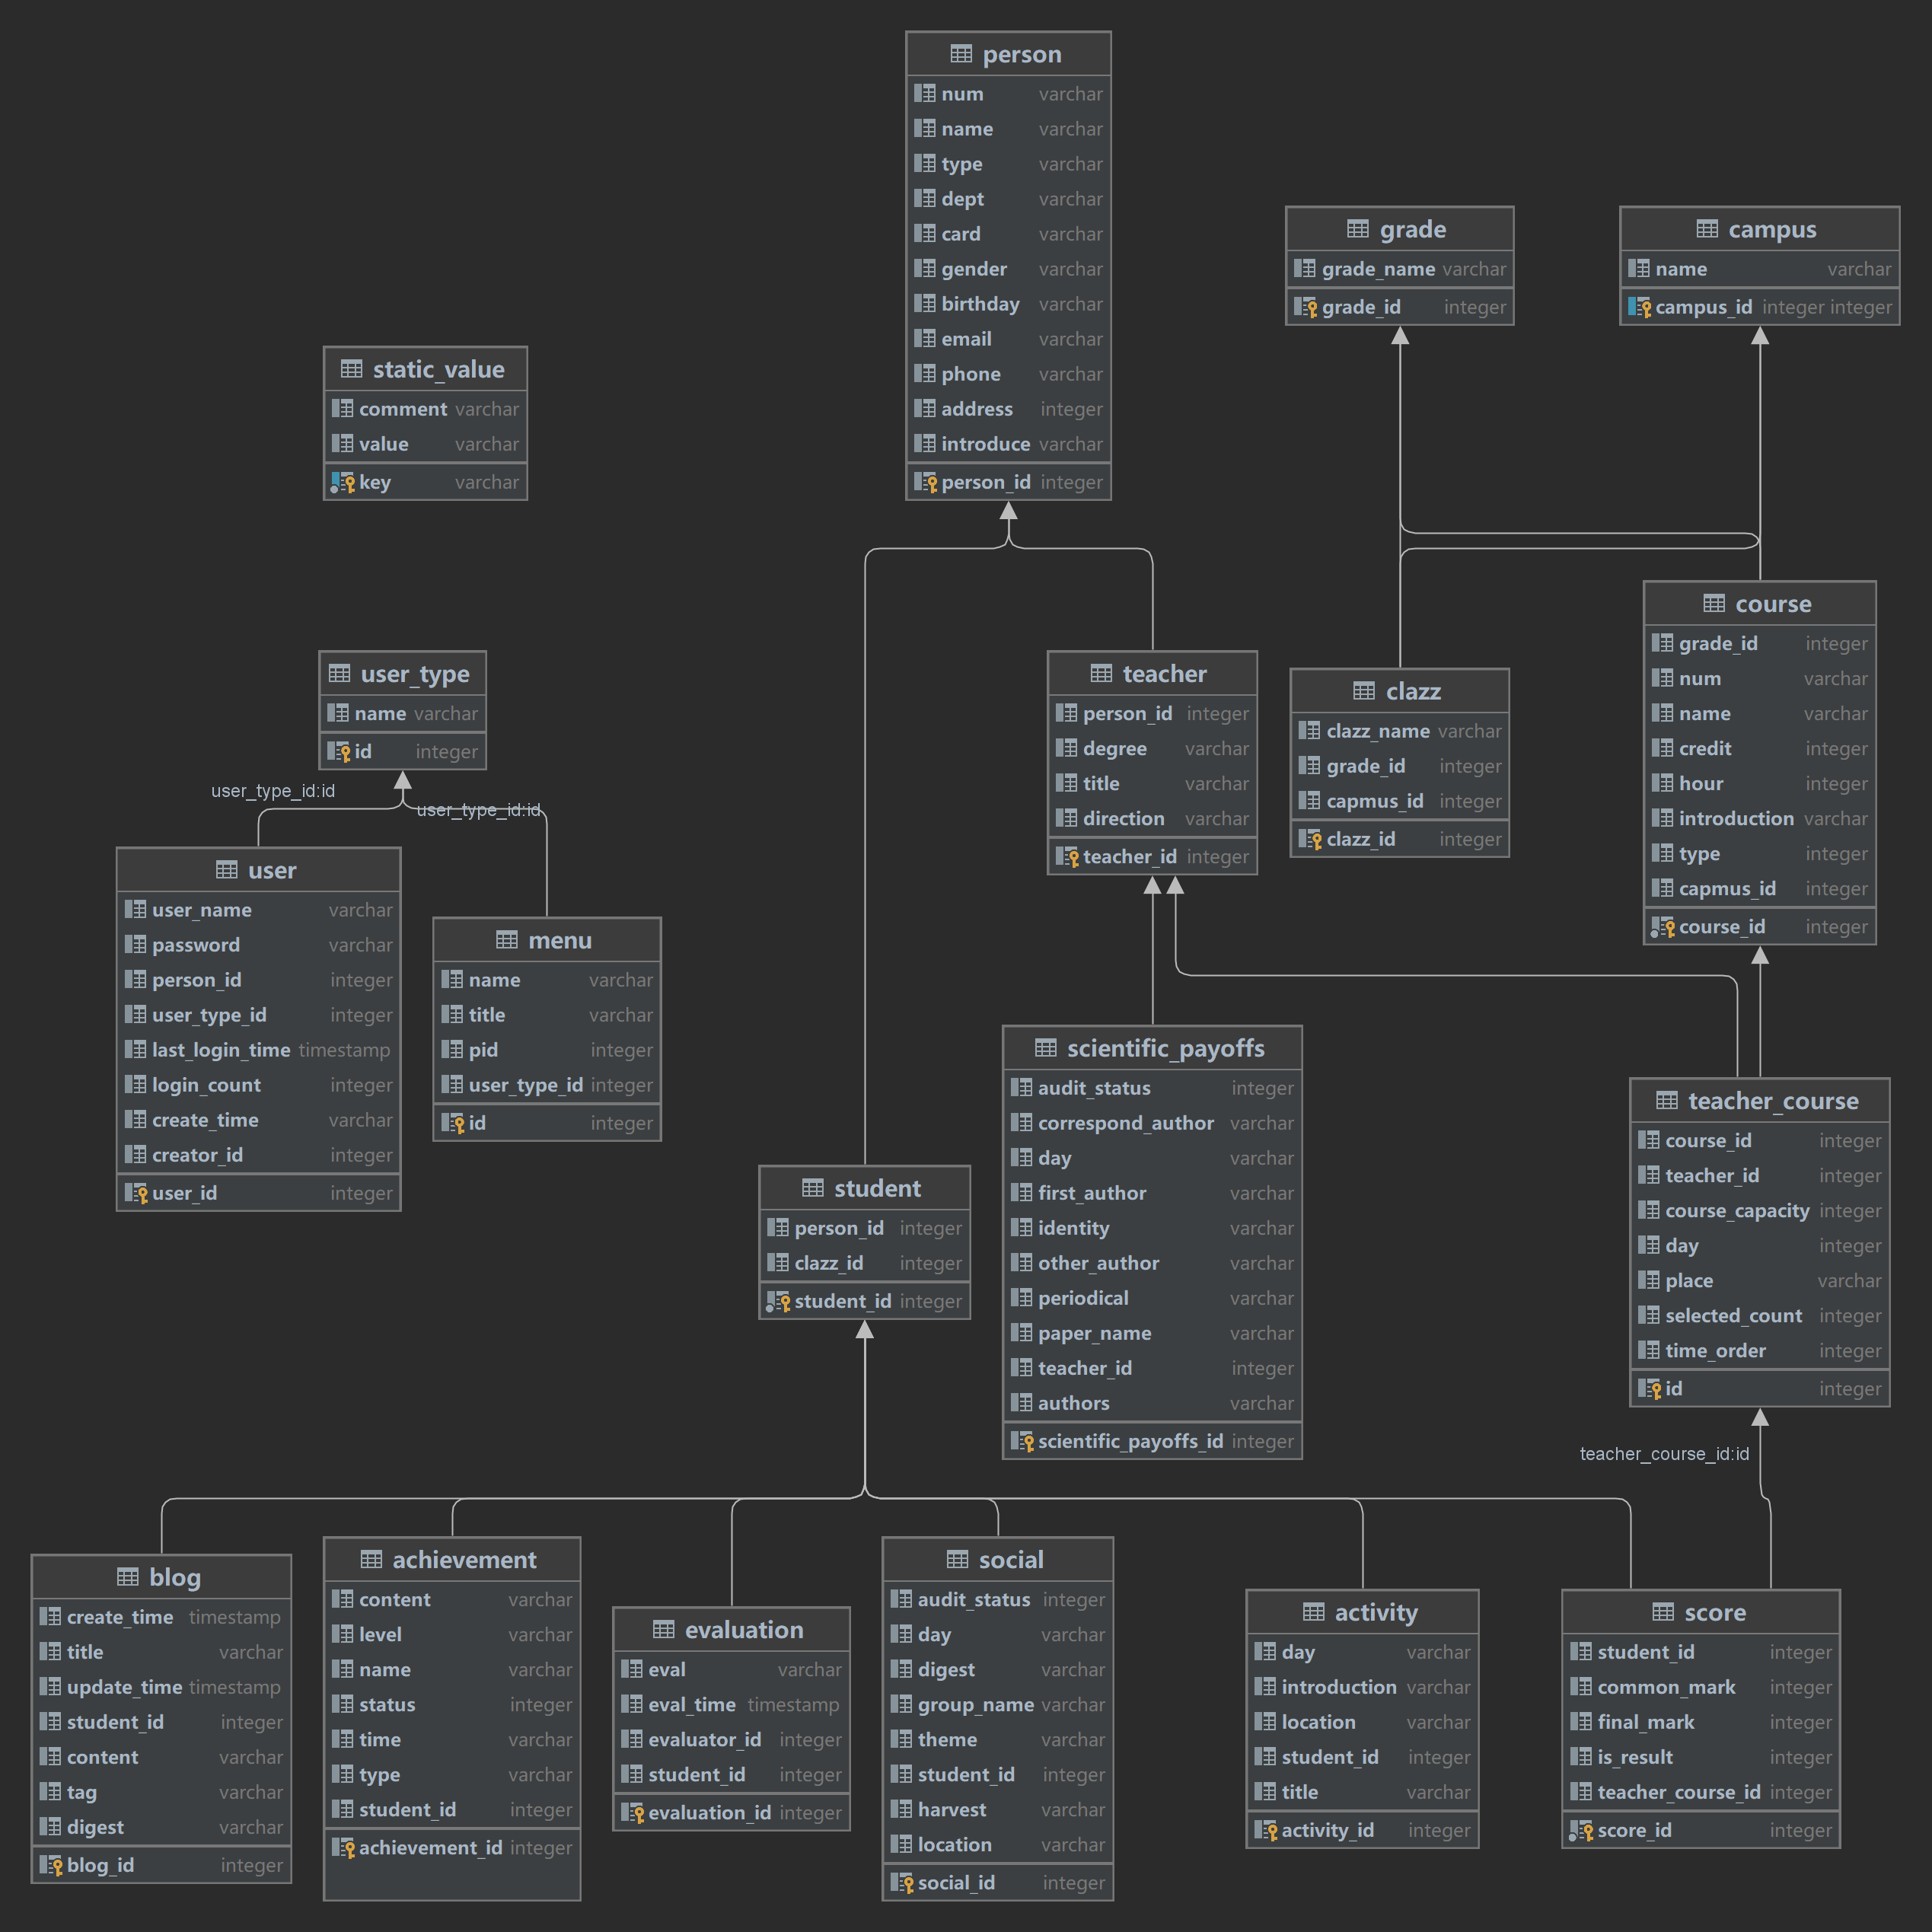 person
num varchar
name varchar
type varchar
dept varchar
card varchar
gender varchar
birthday varchar
email varchar
phone varchar
address integer
introduce varchar
person_id integer
grade
grade_name varchar
grade_id integer
campus
name varchar
campus_id integer integer
static_value
comment varchar
value varchar
key varchar
user_type
name varchar
id integer
user_type_id:id
user_type_id:id
user
user_name varchar
password varchar
person_id integer
user_type_id integer
last_login_time timestamp
login_count integer
create_time varchar
creator_id integer
user_id integer
menu
name varchar
title varchar
pid integer
user_type_id integer
id integer
teacher
person_id integer
degree varchar
title varchar
direction varchar
teacher_id integer
clazz
clazz_name varchar
grade_id integer
capmus_id integer
clazz_id integer
course
grade_id integer
num varchar
name varchar
credit integer
hour integer
introduction varchar
type integer
capmus_id integer
course_id integer
student
person_id integer
clazz_id integer
student_id integer
scientific_payoffs
audit_status integer
correspond_author varchar
day varchar
first_author varchar
identity varchar
other_author varchar
periodical varchar
paper_name varchar
teacher_id integer
authors varchar
scientific_payoffs_id integer
teacher_course
course_id integer
teacher_id integer
course_capacity integer
day integer
place varchar
selected_count integer
time_order integer
id integer
teacher_course_id:id
blog
create_time timestamp
title varchar
update_time timestamp
student_id integer
content varchar
tag varchar
digest varchar
blog_id integer
achievement
content varchar
level varchar
name varchar
status integer
time varchar
type varchar
student_id integer
achievement_id integer
evaluation
eval varchar
eval_time timestamp
evaluator_id integer
student_id integer
evaluation_id integer
social
audit_status integer
day varchar
digest varchar
group_name varchar
theme varchar
student_id integer
harvest varchar
location varchar
social_id integer
activity
day varchar
introduction varchar
location varchar
student_id integer
title varchar
activity_id integer
score
student_id integer
common_mark integer
final_mark integer
is_result integer
teacher_course_id integer
score_id integer